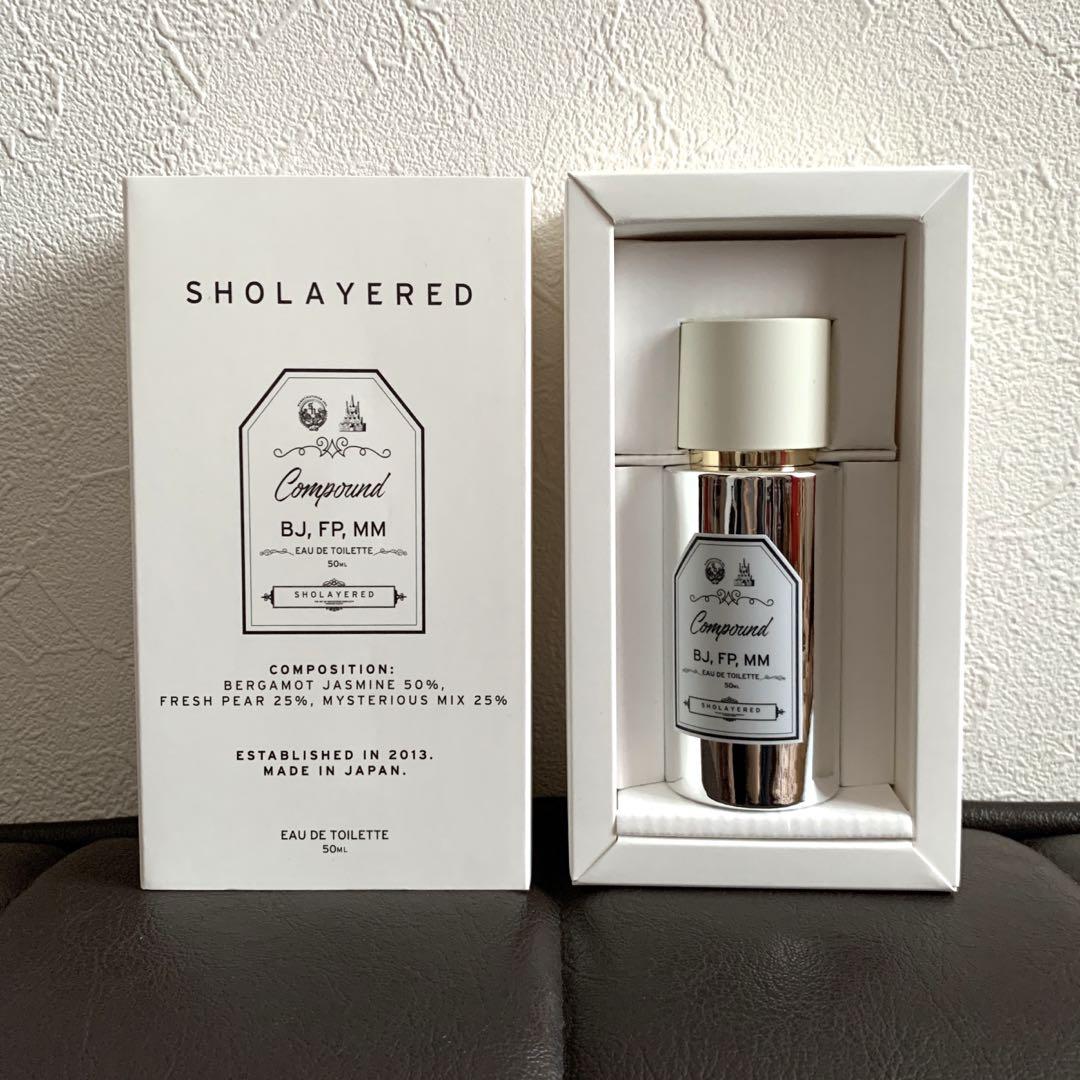 SHOLAYERED
Compound
BJ, FP, MM
EAU DE TOILETTE
50ML
SHOLAYERED
COMPOSITION:
BERGAMOT JASMINE 50%,
FRESH PEAR 25%, MYSTERIOUS MIX 25%
ESTABLISHED IN 2013.
MADE IN JAPAN.
EAU DE TOILETTE
50ML
Compound
BJ, FP, MM
EAU DE TOILETTE
50ML
SHOLAYERED